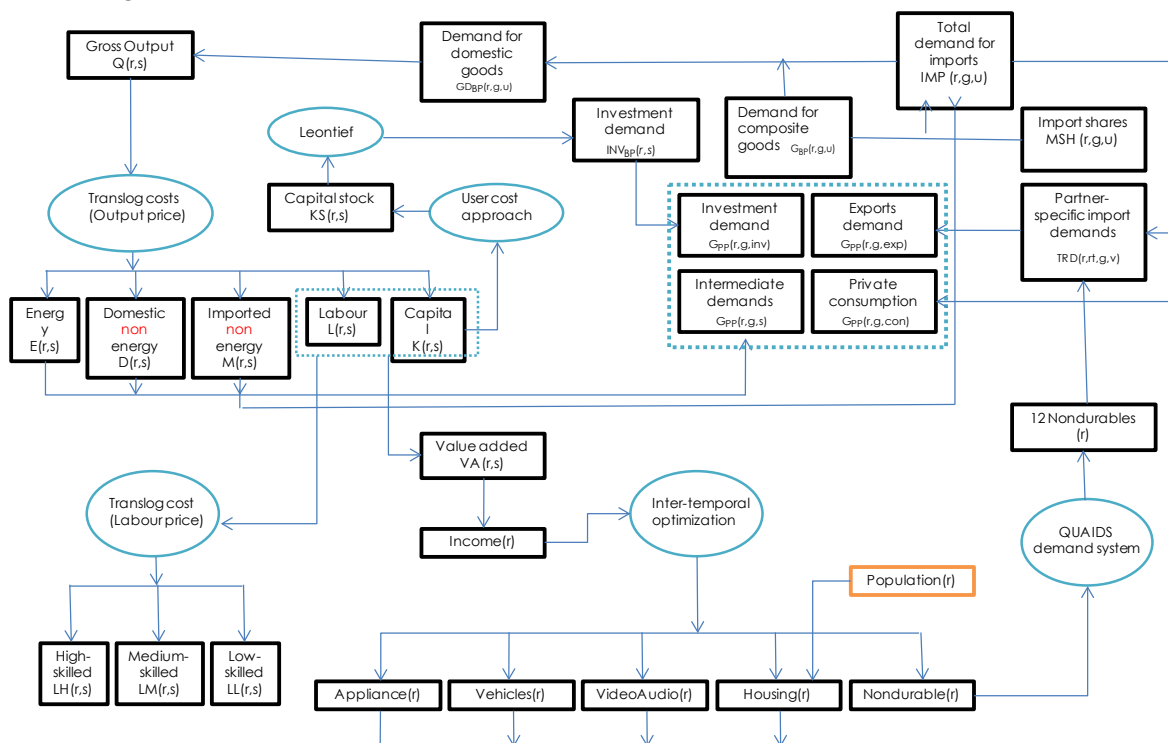 Gross Output
Q(r,s)
Demand for
domestic
goods
GDBP(r,g,u)
Total
demand for
imports
IMP (r,g,u)
Leontief
Investment
demand
INVBP(r,s)
Demand for
composite
goods GBP(r,g,u)
Import shares
MSH (r,g,u)
Translog costs
(Output price)
Capital stock
KS(r,s)
User cost
approach
Investment
demand
GPP(r,g,inv)
Exports
demand
GPP(r,g,exp)
Partner-
specific import
demands
TRD(r,rt,g,v)
Intermediate
demands
GPP(r,g,s)
Private
consumption
GPP(r,g,con)
Energ
y
E(r,s)
Domestic
non
energy
D(r,s)
Imported
non
energy
M(r,s)
Labour
L(r,s)
Capita
l
K(r,s)
12 Nondurables
(r)
Value added
VA(r,s)
Translog cost
(Labour price)
Inter-temporal
optimization
QUAIDS
demand system
Income(r)
Population(r)
High-
skilled
LH(r,s)
Medium-
skilled
LM(r,s)
Low-
skilled
LL(r,s)
Appliance(r)
Vehicles(r)
VideoAudio(r)
Housing(r)
Nondurable(r)